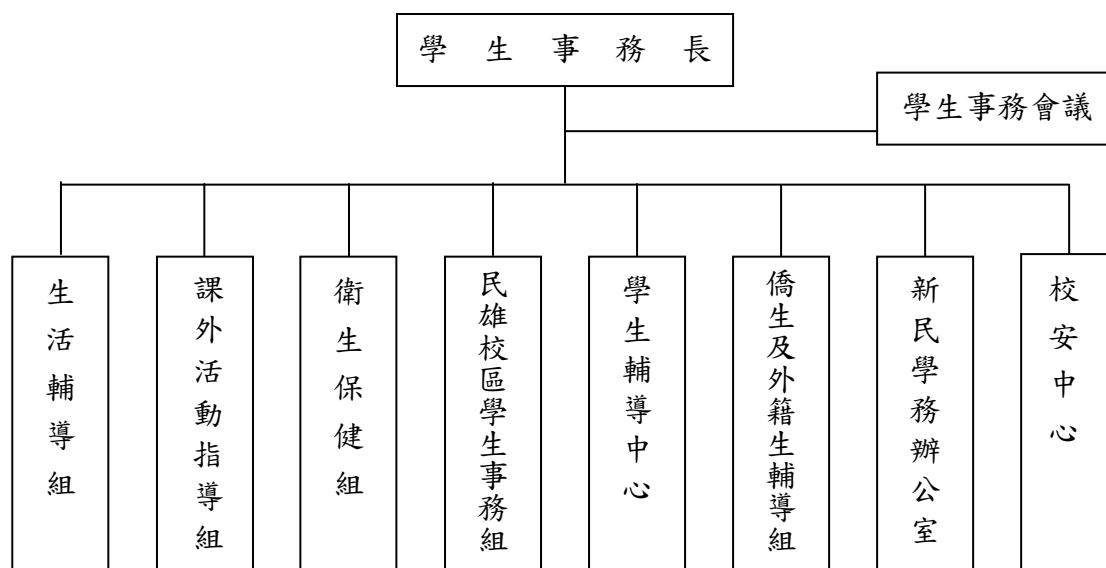 學生事務長
學生事務會議
生活輔導組
課外活動指導組
衛生保健組
民雄校區學生事務組
學生輔導中心
僑生及外籍生輔導組
新民學務辦公室
校安中心